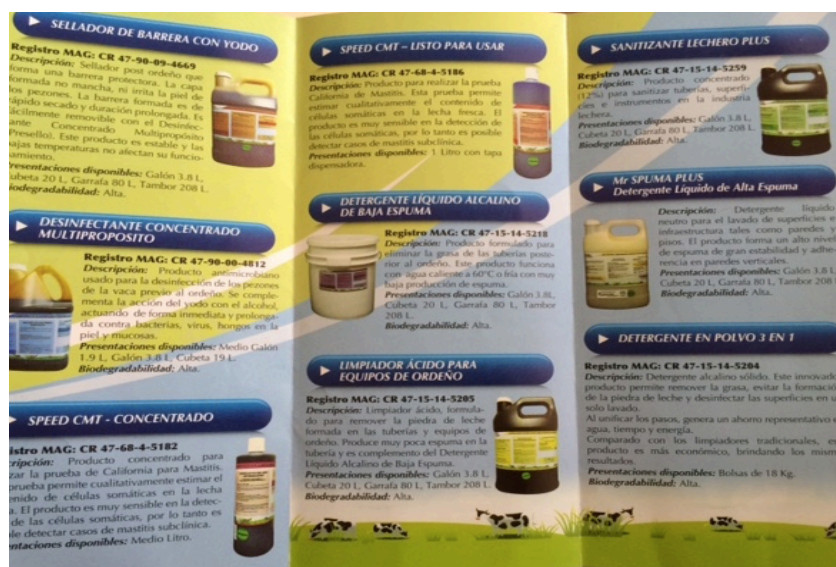 SELLADOR DE BARRERA CON YODO
Registro MAG: CR 47-90-09-4669
Descripción: Sellador post ordeño que
forma una barrera protectora. La capa
formada no mancha, ni irrita la piel de
los pezones. La barrera formada es de
rápido secado y duración prolongada. Es
fácilmente removible con el Desinfec-
ante Concentrado Multipropósito
(Presello). Este producto es estable y las
bajas temperaturas no afectan su funcio-
amiento.
Presentaciones disponibles: Galón 3.8 L,
Cubeta 20 L, Garrafa 80 L, Tambor 208 L.
Biodegradabilidad: Alta.
DESINFECTANTE CONCENTRADO
MULTIPROPOSITO
Registro MAG: CR 47-90-00-4812
Descripción: Producto antimicrobiano
usado para la desinfección de los pezones
de la vaca previo al ordeño. Se comple-
menta la acción del yodo con el alcohol,
actuando de forma inmediata y prolonga-
da contra bacterias, virus, hongos en la
piel y mucosas.
Presentaciones disponibles: Medio Galón
1.9 L, Galón 3.8 L, Cubeta 19 L.
Biodegradabilidad: Alta.
SPEED CMT - CONCENTRADO
istro MAG: CR 47-68-4-5182
cripción: Producto concentrado para
zar la prueba de California para Mastitis.
prueba permite cualitativamente estimar el
enido de células somáticas en la lecha
a. El producto es muy sensible en la detec-
de las células somáticas, por lo tanto es
le detectar casos de mastitis subclínica.
entaciones disponibles: Medio Litro.
SPEED CMT – LISTO PARA USAR
Registro MAG: CR 47-68-4-5186
Descripción: Producto para realizar la prueba
California de Mastitis. Esta prueba permite
estimar cualitativamente el contenido de
células somáticas en la leche fresca. El
producto es muy sensible en la detección de
las células somáticas, por lo tanto es posible
detectar casos de mastitis subclínica.
Presentaciones disponibles: 1 Litro con tapa
dispensadora.
DETERGENTE LÍQUIDO ALCALINO
DE BAJA ESPUMA
Registro MAG: CR 47-15-14-5218
Descripción: Producto formulado para
eliminar la grasa de las tuberías poste-
rior al ordeño. Este producto funciona
con agua caliente a 60°C o fría con muy
baja producción de espuma.
Presentaciones disponibles: Galón 3.8L,
Cubeta 20 L, Garrafa 80 L, Tambor
208 L.
Biodegradabilidad: Alta.
LIMPIADOR ÁCIDO PARA
EQUIPOS DE ORDEÑO
Registro MAG: CR 47-15-14-5205
Descripción: Limpiador ácido, formula-
do para remover la piedra de leche
formada en las tuberías y equipos de
ordeño. Produce muy poca espuma en la
tubería y es complemento del Detergente
Líquido Alcalino de Baja Espuma.
Presentaciones disponibles: Galón 3.8 L,
Cubeta 20 L, Garrafa 80 L, Tambor 208 L.
Biodegradabilidad: Alta.
SANITIZANTE LECHERO PLUS
Registro MAG: CR 47-15-14-5259
Descripción: Producto concentrado
(12%) para sanitizar tuberías, superfi-
cies e instrumentos en la industria
lechera.
Presentaciones disponibles: Galón 3.8 L,
Cubeta 20 L, Garrafa 80 L, Tambor 208 L.
Biodegradabilidad: Alta.
Mr SPUMA PLUS
Detergente Líquido de Alta Espuma
Descripción: Detergente líquido
neutro para el lavado de superficies e
infraestructura tales como paredes y
pisos. El producto forma un alto nivel
de espuma de gran estabilidad y adhe-
rencia en paredes verticales.
Presentaciones disponibles: Galón 3.8 L
Cubeta 20 L, Garrafa 80 L, Tambor 208
Biodegradabilidad: Alta.
DETERGENTE EN POLVO 3 EN 1
Registro MAG: CR 47-15-14-5204
Descripción: Detergente alcalino sólido. Este innovado
producto permite remover la grasa, evitar la formació
de la piedra de leche y desinfectar las superficies en u
solo lavado.
Al unificar los pasos, genera un ahorro representativo e
agua, tiempo y energía.
Comparado con los limpiadores tradicionales, e
producto es más económico, brindando los mism
resultados.
Presentaciones disponibles: Bolsas de 18 Kg.
Biodegradabilidad: Alta.